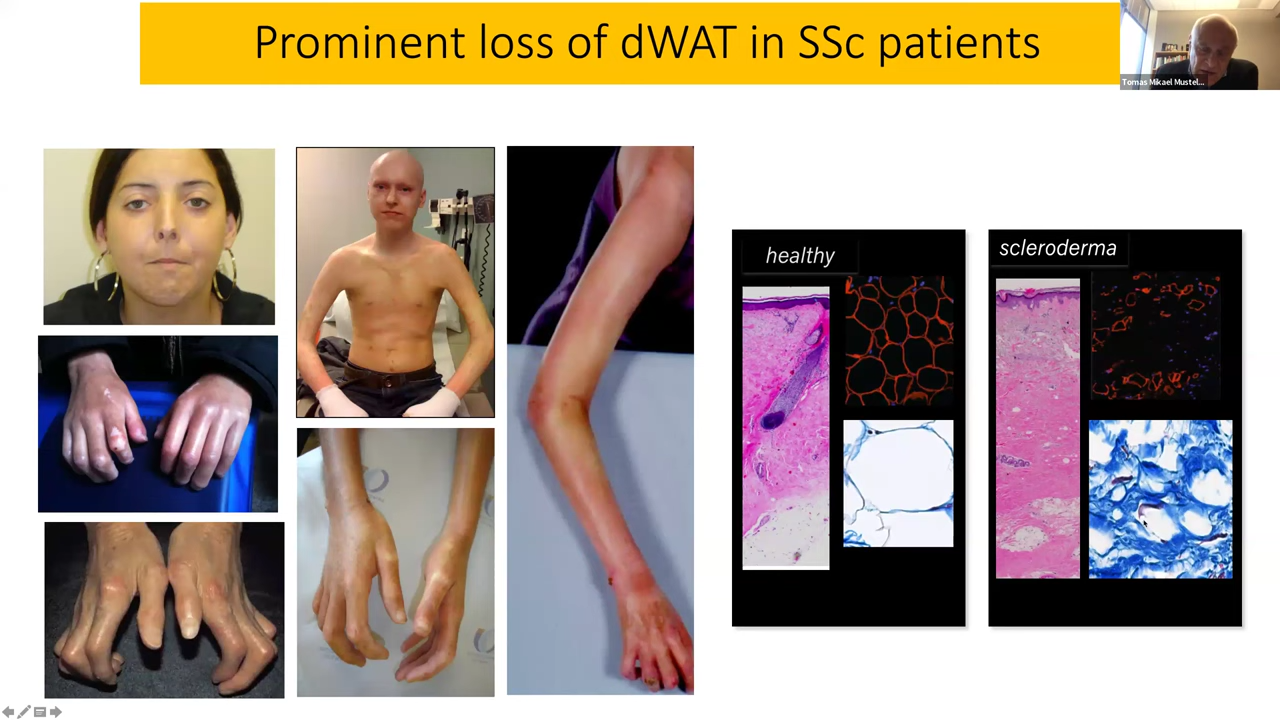 Prominent loss of dWAT in SSc patients
Tomas Mikael Mustel...
healthy
scleroderma